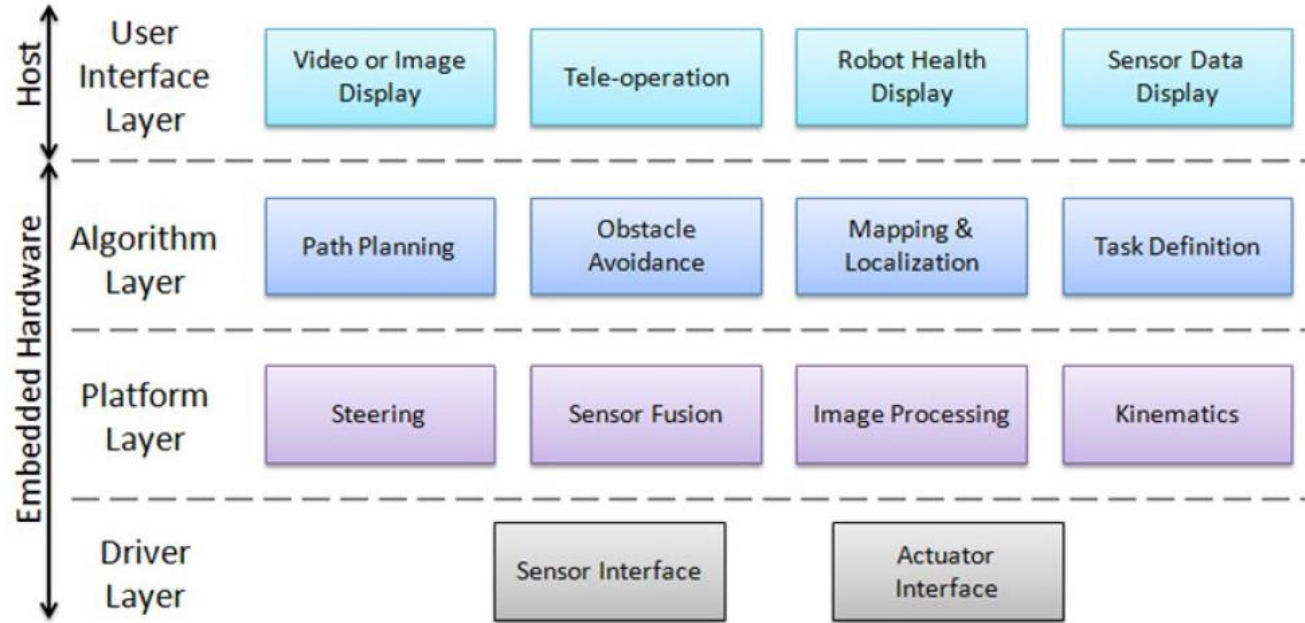 Host
User
Interface
Layer
Video or Image
Display
Tele-operation
Robot Health
Display
Sensor Data
Display
Embedded Hardware
Algorithm
Layer
Path Planning
Obstacle
Avoidance
Mapping &
Localization
Task Definition
Platform
Layer
Steering
Sensor Fusion
Image Processing
Kinematics
Driver
Layer
Sensor Interface
Actuator
Interface